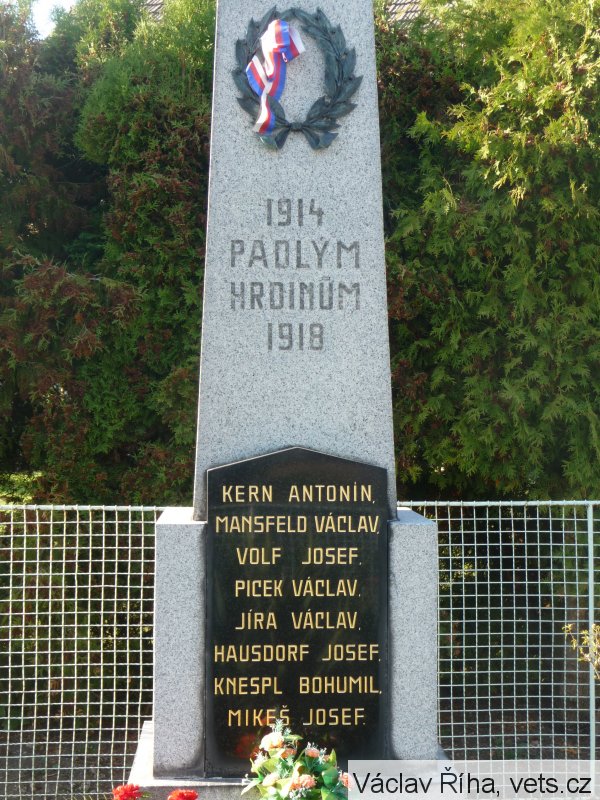 1914
PADLÝM
HRDINŮM
1918
KERN ANTONÍN,
MANSFELD VÁCLAV,
VOLF JOSEF,
PICEK VÁCLAV,
JÍRA VÁCLAV,
HAUSDORF JOSEF,
KNESPL BOHUMIL,
MIKEŠ JOSEF.
Václav Říha, vets.cz